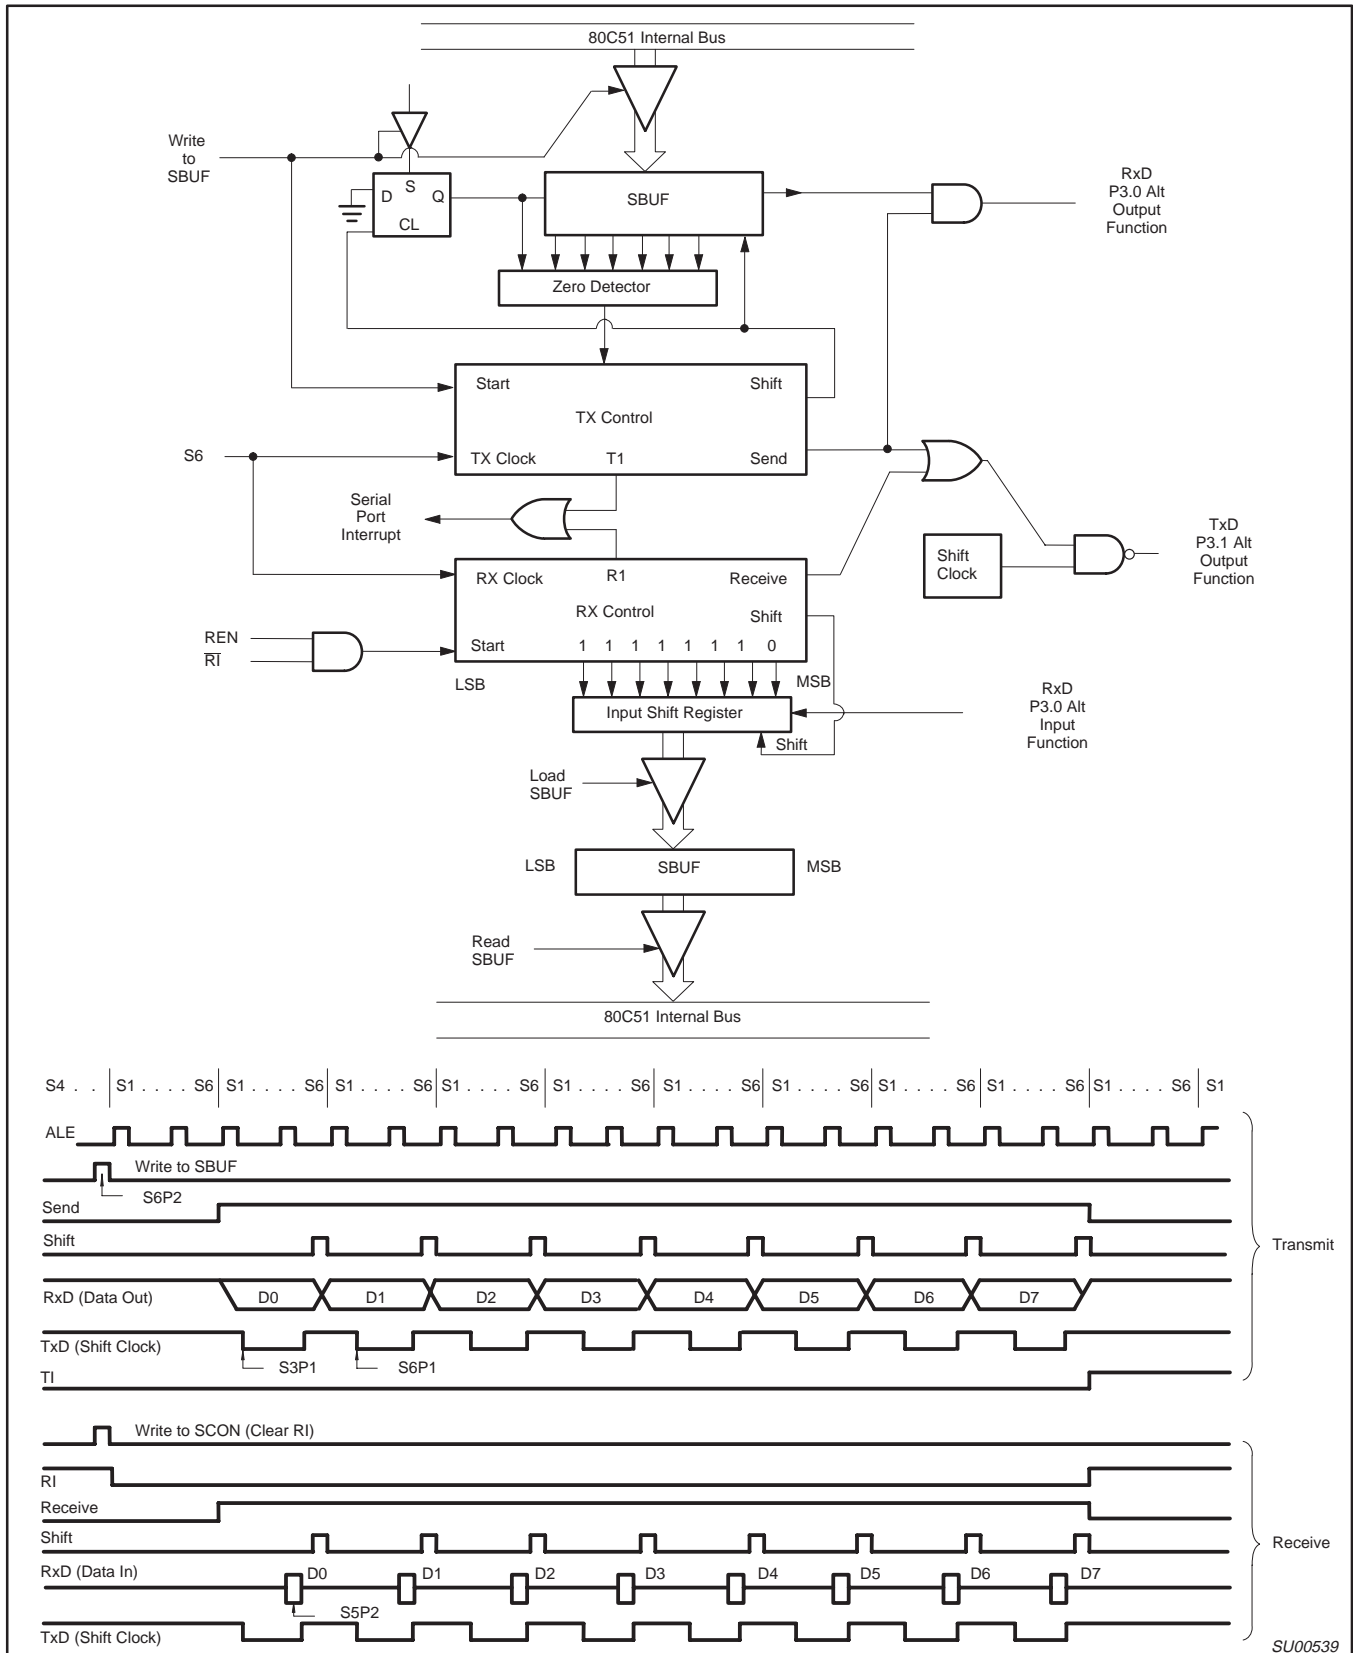 80C51 Internal Bus
Write
to
SBUF
D
S
Q
CL
SBUF
RxD
P3.0 Alt
Output
Function
Zero Detector
Start
Shift
TX Control
S6
TX Clock
T1
Send
Serial
Port
Interrupt
TxD
P3.1 Alt
Output
Function
Shift
Clock
RX Clock
R1
Receive
RX Control
Shift
REN
RI
Start
1 1 1 1 1 1 1 0
LSB
MSB
Input Shift Register
RxD
P3.0 Alt
Input
Function
Shift
Load
SBUF
LSB
SBUF
MSB
Read
SBUF
80C51 Internal Bus
S4 . . S1 . . . . S6 S1 . . . . S6 S1 . . . . S6 S1 . . . . S6 S1 . . . . S6 S1 . . . . S6 S1 . . . . S6 S1 . . . . S6 S1 . . . . S6 S1 . . . . S6 S1
ALE
Write to SBUF
S6P2
Send
Shift
Transmit
RxD (Data Out) D0 D1 D2 D3 D4 D5 D6 D7
TxD (Shift Clock)
S3P1 S6P1
TI
Write to SCON (Clear RI)
RI
Receive
Shift
Receive
RxD (Data In) D0 D1 D2 D3 D4 D5 D6 D7
S5P2
TxD (Shift Clock)
SU00539